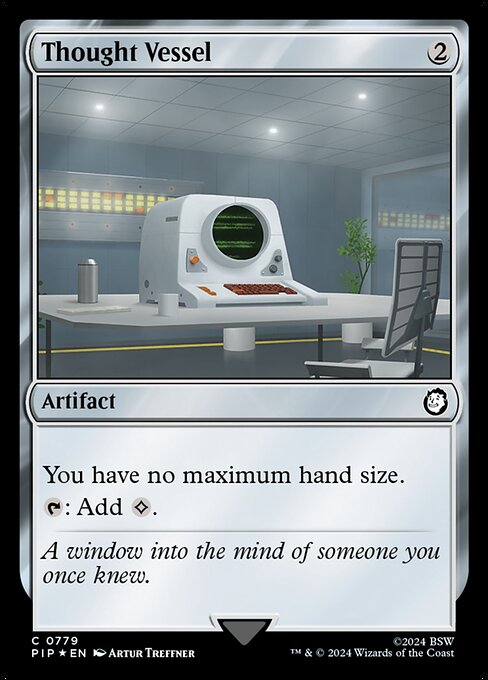 Thought Vessel 2
Artifact
You have no maximum hand size.
: Add .
A window into the mind of someone you
once knew.
C 0779
PIP★EN Artur Treffner
©2024 BSW
™ & © 2024 Wizards of the Coast